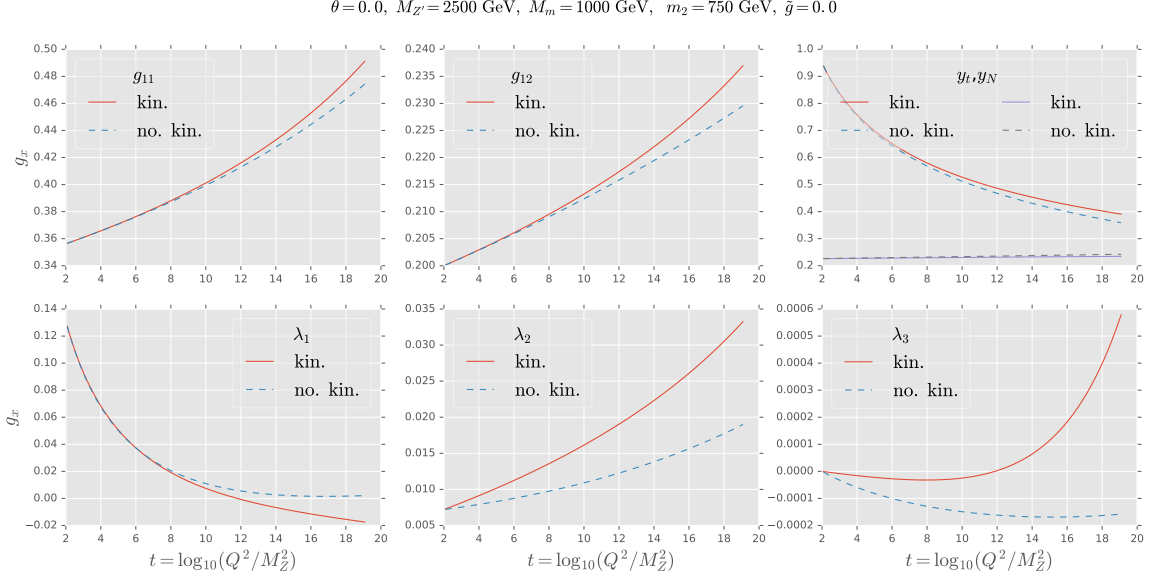 θ=0.0, M_{Z'}=2500 GeV, M_m=1000 GeV, m_2=750 GeV, g̃=0.0
0.50 0.48 0.46 0.44 0.42 0.40 0.38 0.36 0.34
g_x
g_{11}
kin.
no. kin.
2 4 6 8 10 12 14 16 18 20
0.240 0.235 0.230 0.225 0.220 0.215 0.210 0.205 0.200
g_{12}
kin.
no. kin.
2 4 6 8 10 12 14 16 18 20
1.0 0.9 0.8 0.7 0.6 0.5 0.4 0.3 0.2
y_t,y_N
kin. kin.
no. kin. no. kin.
2 4 6 8 10 12 14 16 18 20
0.14 0.12 0.10 0.08 0.06 0.04 0.02 0.00 −0.02
g_x
λ_1
kin.
no. kin.
2 4 6 8 10 12 14 16 18 20
t=log_{10}(Q^2/M_Z^2)
0.035 0.030 0.025 0.020 0.015 0.010 0.005
λ_2
kin.
no. kin.
2 4 6 8 10 12 14 16 18 20
t=log_{10}(Q^2/M_Z^2)
0.0006 0.0005 0.0004 0.0003 0.0002 0.0001 0.0000 −0.0001 −0.0002
λ_3
kin.
no. kin.
2 4 6 8 10 12 14 16 18 20
t=log_{10}(Q^2/M_Z^2)